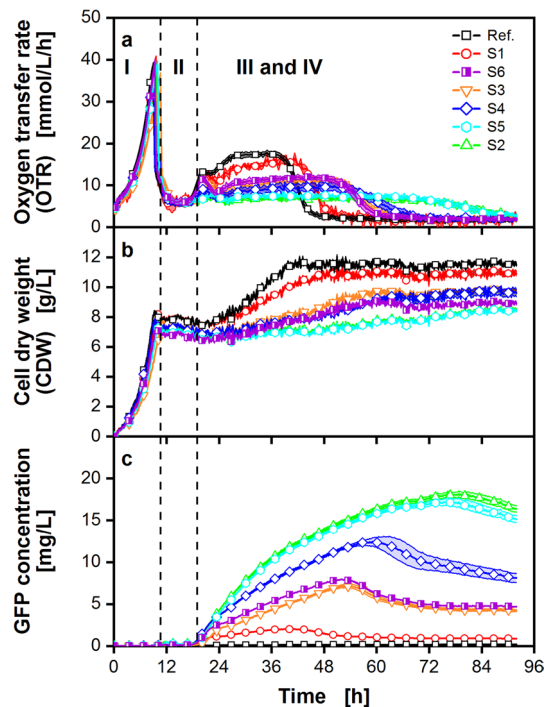 a
I
II
III and IV
Ref.
S1
S6
S3
S4
S5
S2
Oxygen transfer rate
(OTR) [mmol/L/h]
50
40
30
20
10
0
b
Cell dry weight
(CDW) [g/L]
12
10
8
6
4
2
0
c
GFP concentration
[mg/L]
20
15
10
5
0
0 12 24 36 48 60 72 84 96
Time [h]